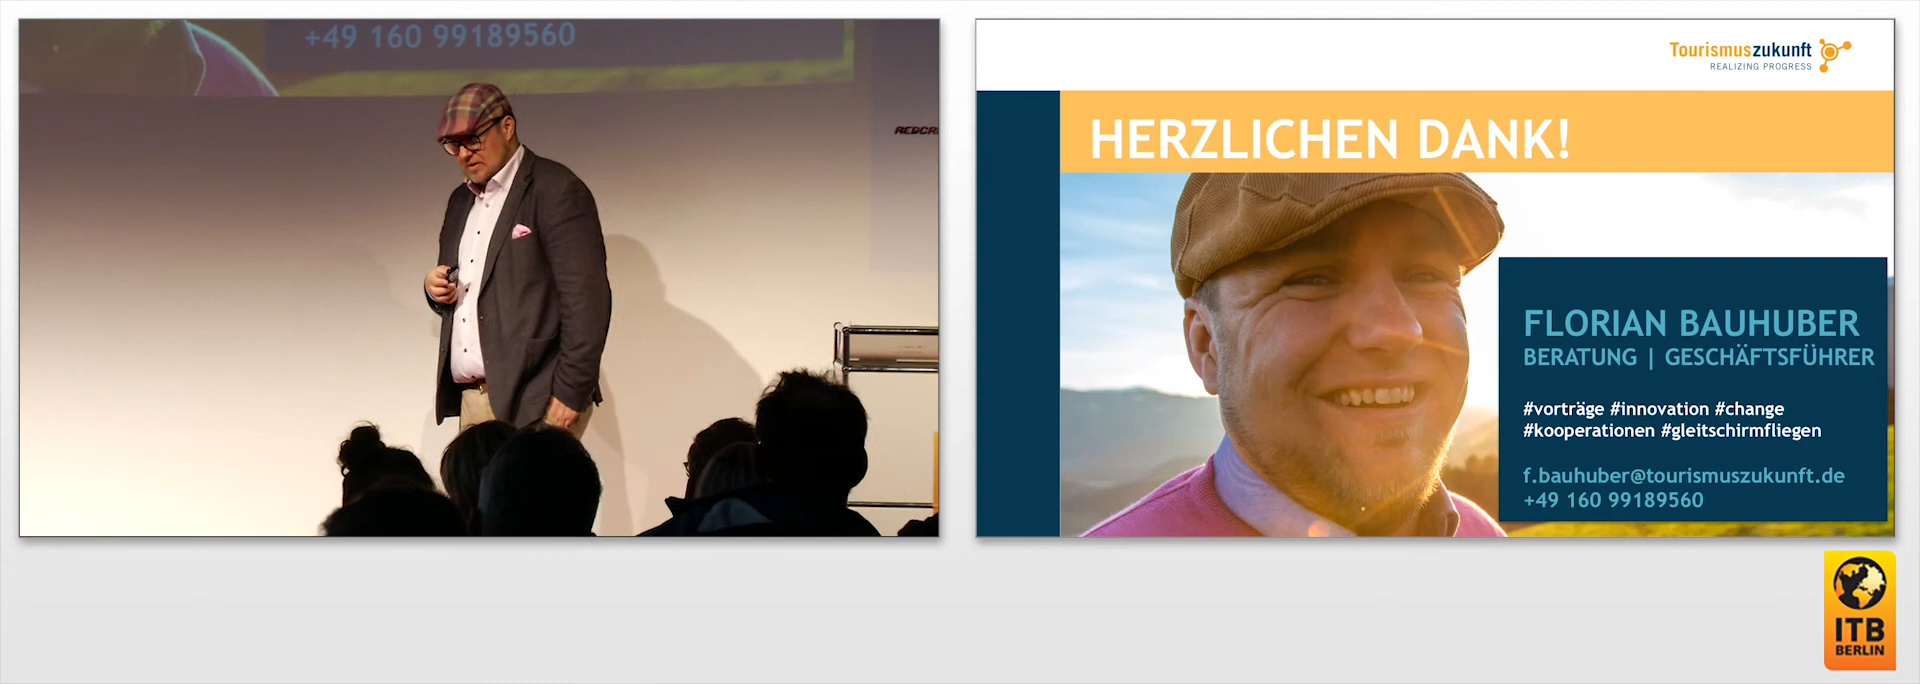 +49 160 99189560
Tourismuszukunft
REALIZING PROGRESS
HERZLICHEN DANK!
FLORIAN BAUHUBER
BERATUNG | GESCHÄFTSFÜHRER
#vorträge #innovation #change
#kooperationen #gleitschirmfliegen
f.bauhuber@tourismuszukunft.de
+49 160 99189560
ITB
BERLIN